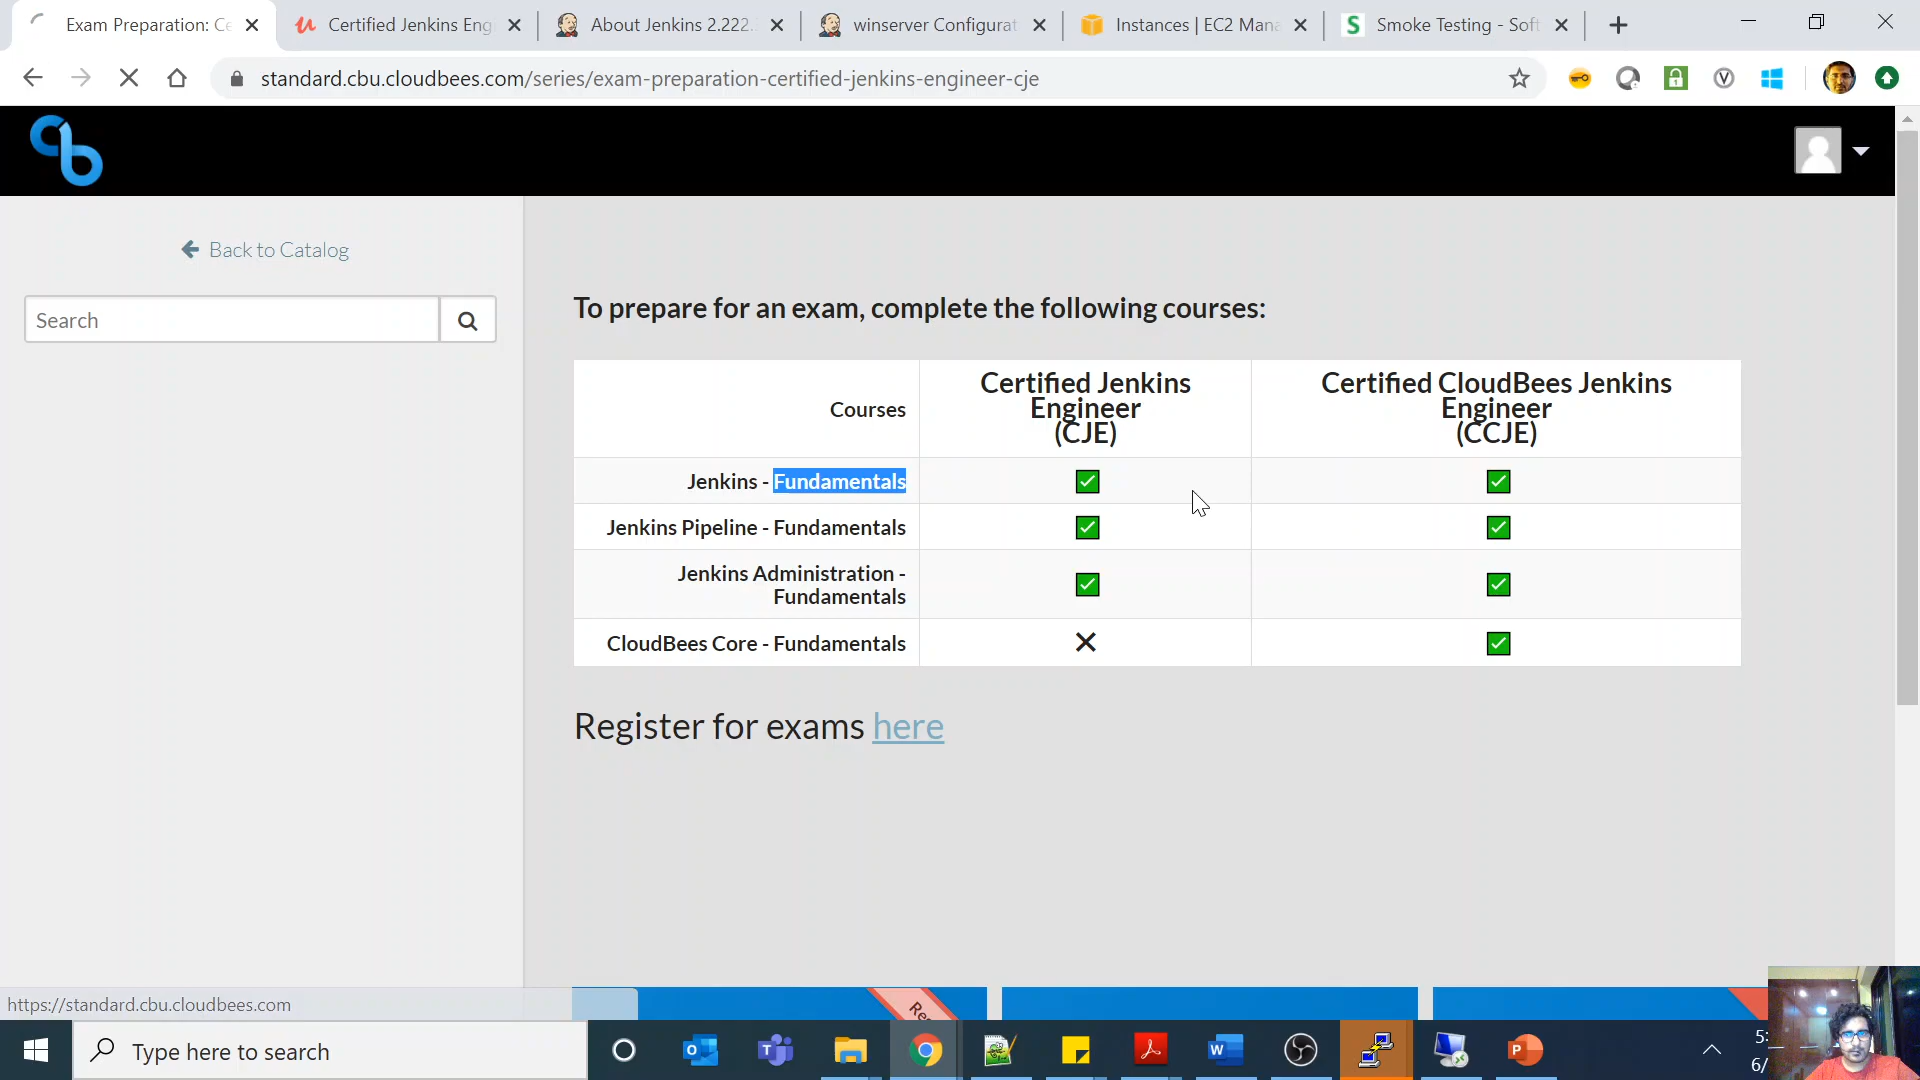 Exam Preparation: Ce
Certified Jenkins Eng
About Jenkins 2.222.
winserver Configurat
Instances | EC2 Mana
Smoke Testing - Soft
standard.cbu.cloudbees.com/series/exam-preparation-certified-jenkins-engineer-cje
Back to Catalog
Search
To prepare for an exam, complete the following courses:
Courses
Certified Jenkins
Engineer
(CJE)
Certified CloudBees Jenkins
Engineer
(CCJE)
Jenkins - Fundamentals
Jenkins Pipeline - Fundamentals
Jenkins Administration -
Fundamentals
CloudBees Core - Fundamentals
Register for exams here
https://standard.cbu.cloudbees.com
Type here to search